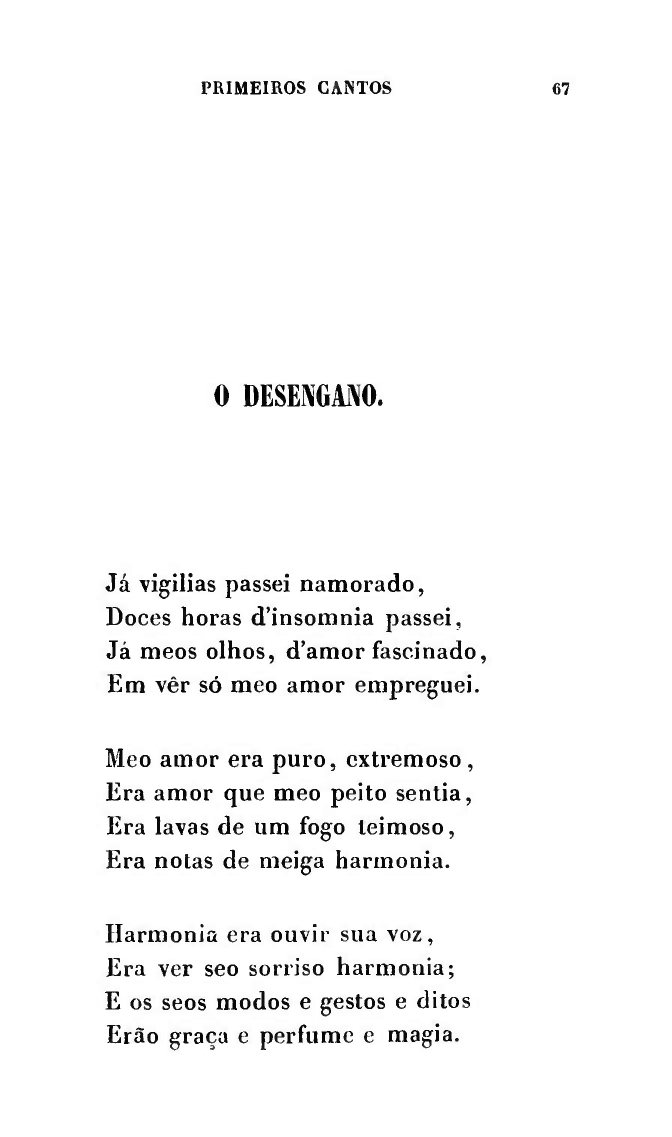 PRIMEIROS CANTOS 67
O DESENGANO.
Já vigilias passei namorado,
Doces horas d'insomnia passei,
Já meos olhos, d'amor fascinado,
Em vêr só meo amor empreguei.
Meo amor era puro, extremoso,
Era amor que meo peito sentia,
Era lavas de um fogo teimoso,
Era notas de meiga harmonia.
Harmonia era ouvir sua voz,
Era ver seo sorriso harmonia;
E os seos modos e gestos e ditos
Erão graça e perfume e magia.